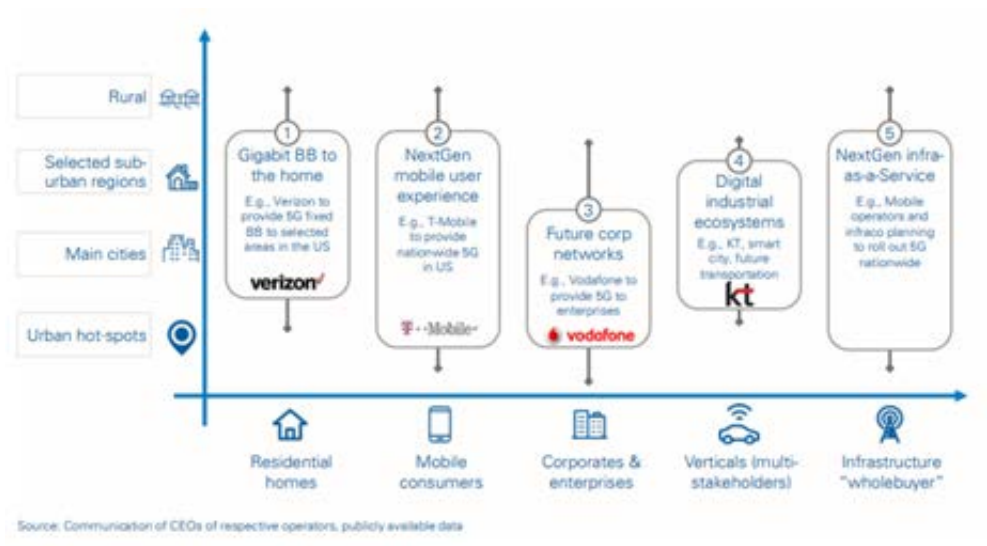 Rural
Selected sub-
urban regions
Main cities
Urban hot-spots
1
Gigabit BB to
the home
E.g., Verizon to
provide 5G fixed
BB to selected
areas in the US
verizon
2
NextGen
mobile user
experience
E.g., T-Mobile
to provide
nationwide 5G
in US
T--Mobile-
3
Future corp
networks
E.g., Vodafone to
provide 5G to
enterprises
vodafone
4
Digital
industrial
ecosystems
E.g., KT, smart
city, future
transportation
kt
5
NextGen infra-
as-a-Service
E.g., Mobile
operators and
infraco planning
to roll out 5G
nationwide
Residential
homes
Mobile
consumers
Corporates &
enterprises
Verticals (multi-
stakeholders)
Infrastructure
"wholebuyer"
Source: Communication of CEOs of respective operators, publicly available data